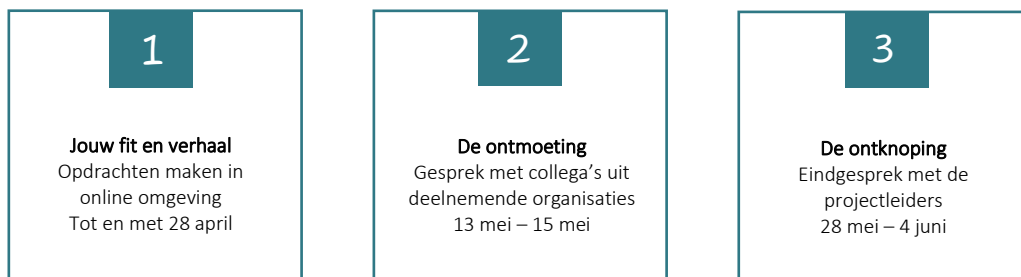 1
Jouw fit en verhaal
Opdrachten maken in
online omgeving
Tot en met 28 april
2
De ontmoeting
Gesprek met collega's uit
deelnemende organisaties
13 mei – 15 mei
3
De ontknoping
Eindgesprek met de
projectleiders
28 mei – 4 juni